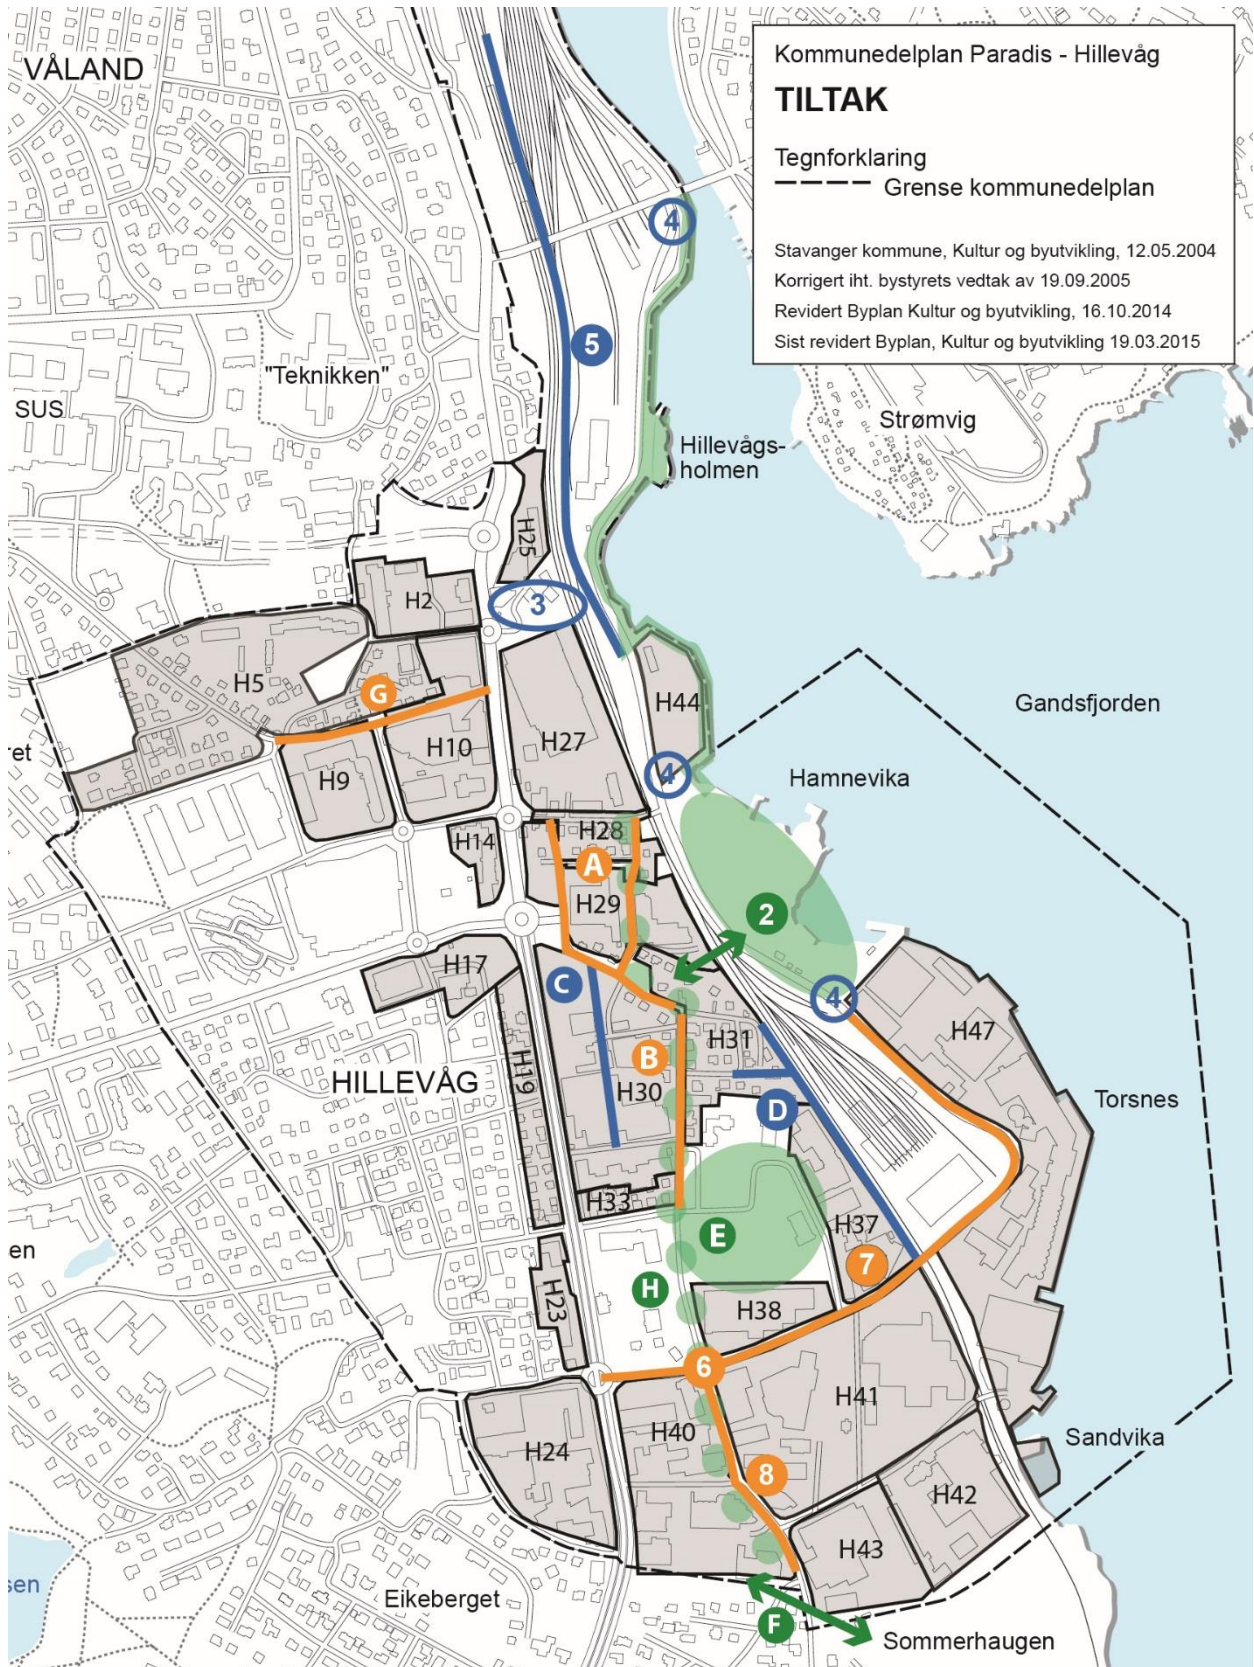 Kommunedelplan Paradis - Hillevåg
TILTAK
Tegnforklaring
Grense kommunedelplan
Stavanger kommune, Kultur og byutvikling, 12.05.2004
Korrigert iht. bystyrets vedtak av 19.09.2005
Revidert Byplan Kultur og byutvikling, 16.10.2014
Sist revidert Byplan, Kultur og byutvikling 19.03.2015
VÅLAND
4
5
"Teknikken"
SUS
Strømvig
Hillevågs-
holmen
H25
H2
3
H5
G
H44
Gandsfjorden
H27
H10
ret
H9
4
Hamnevika
H28
H14
A
H29
2
H17
C
4
H31
H47
B
H19
HILLEVÅG
H30
D
Torsnes
H33
E
H37
en
7
H
H23
H38
6
H41
H40
Sandvika
H24
8
H42
H43
sen
Eikeberget
F
Sommerhaugen